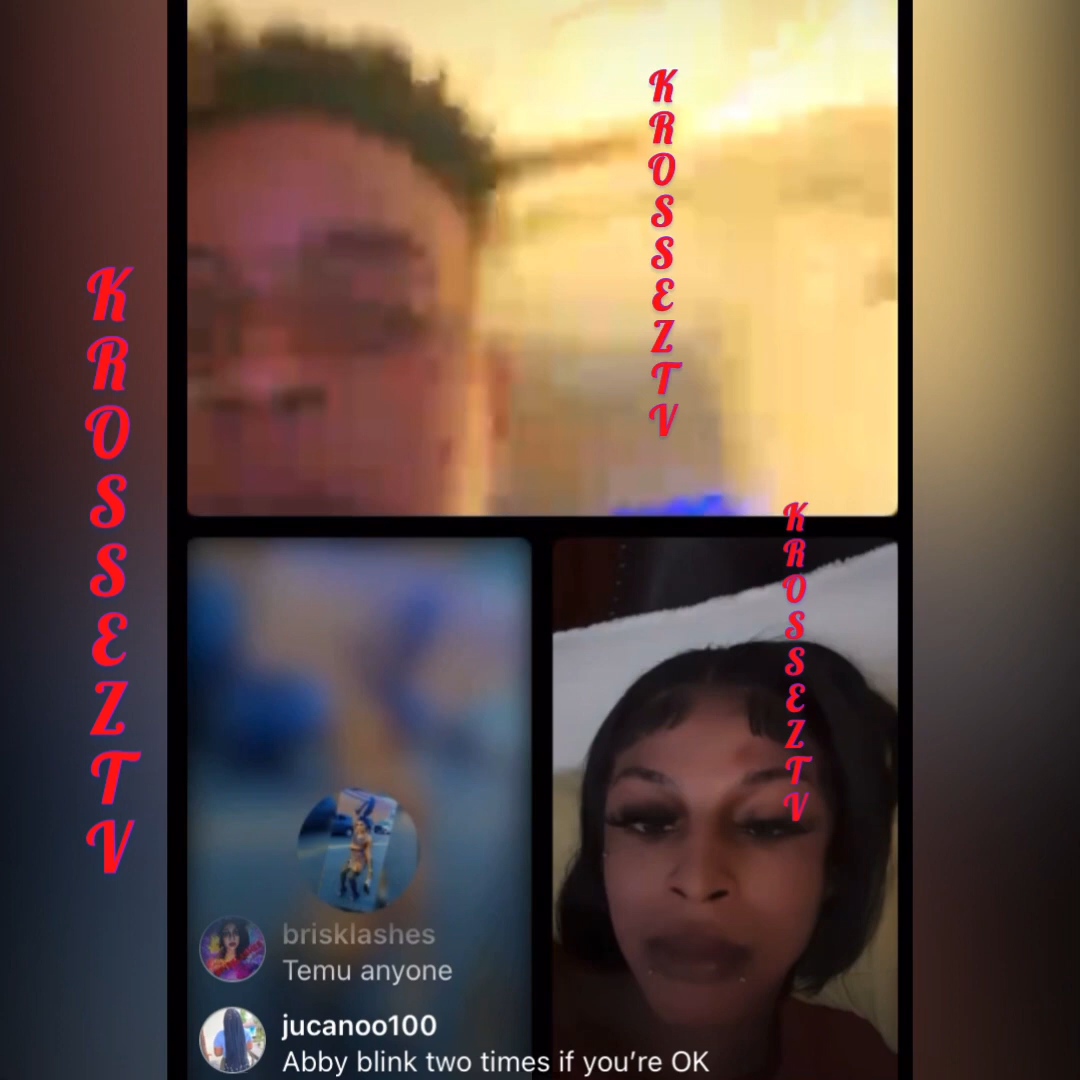 KROSSEZTV
KROSSEZTV
KROSSEZTV
brisklashes
Temu anyone
jucanoo100
Abby blink two times if you’re OK